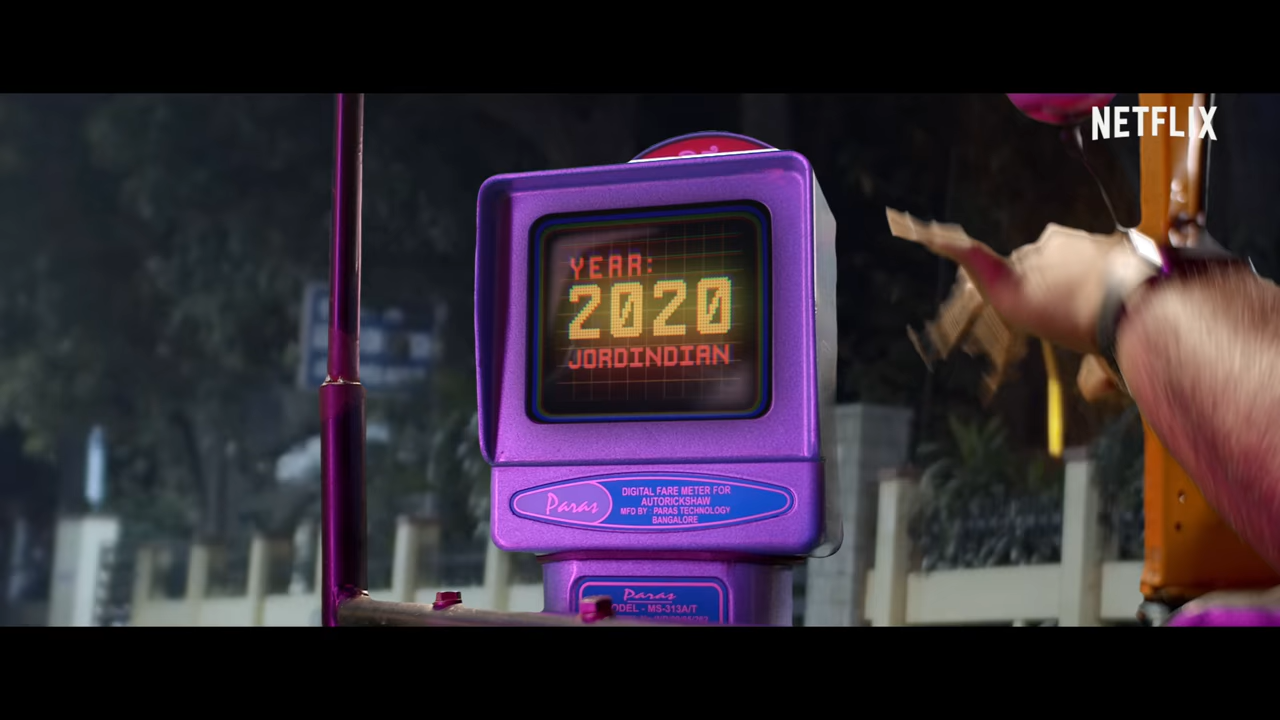 NETFLIX
YEAR:
2020
JORDINDIAN
Paras
DIGITAL FARE METER FOR
AUTORICKSHAW
MFD BY : PARAS TECHNOLOGY
BANGALORE
Paras
MODEL - MS-313A/T